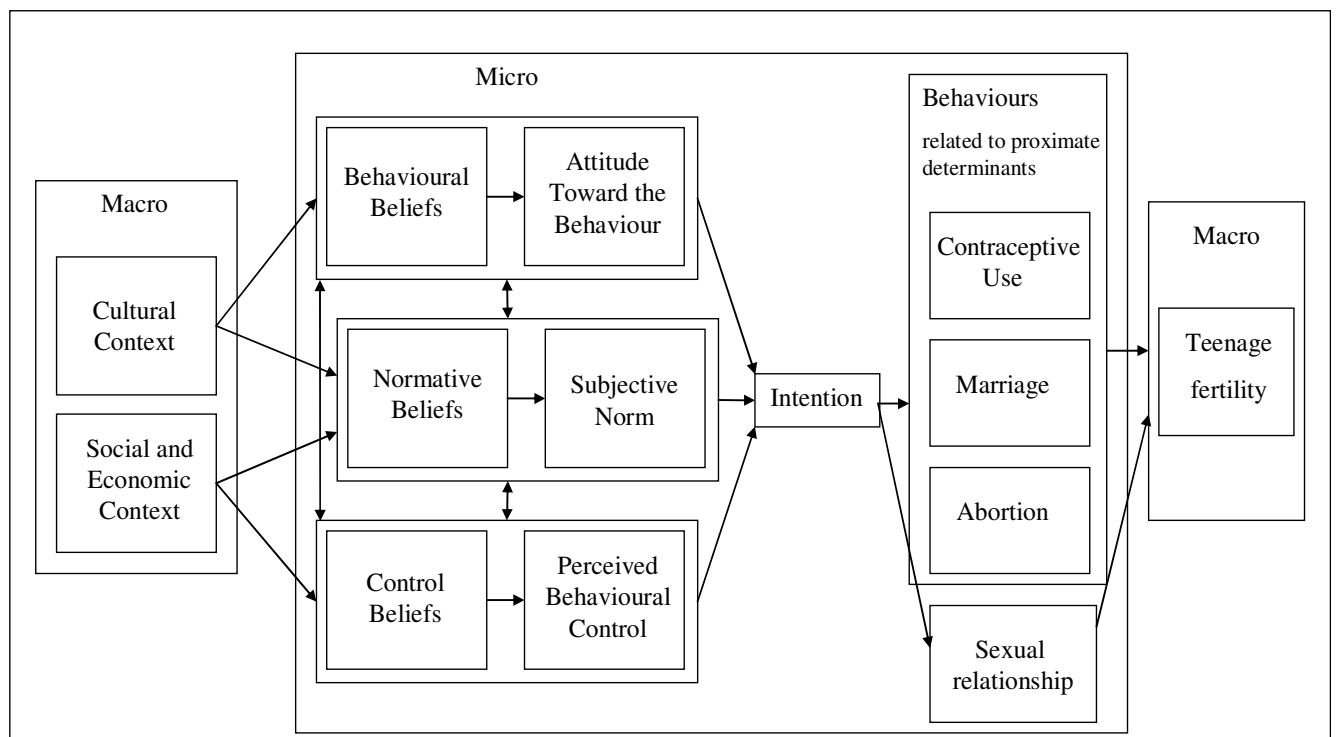 Macro
Cultural
Context
Social and
Economic
Context
Micro
Behavioural
Beliefs
Attitude
Toward the
Behaviour
Normative
Beliefs
Subjective
Norm
Control
Beliefs
Perceived
Behavioural
Control
Intention
Behaviours
related to proximate
determinants
Contraceptive
Use
Marriage
Abortion
Sexual
relationship
Macro
Teenage
fertility